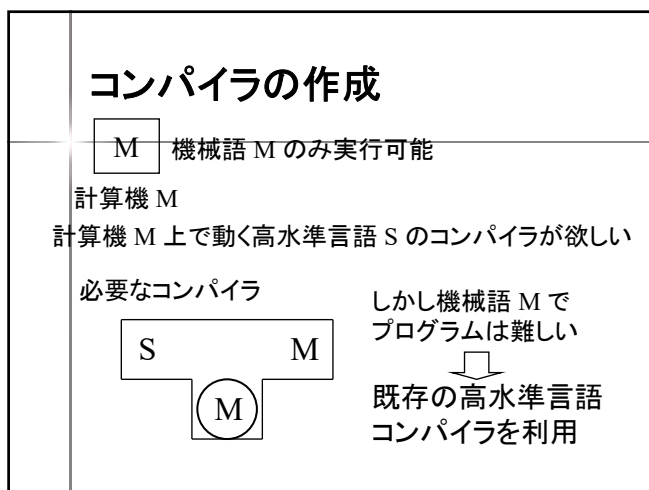 コンパイラの作成
M 機械語 M のみ実行可能
計算機 M
計算機 M 上で動く高水準言語 S のコンパイラが欲しい
必要なコンパイラ
S M
M
しかし機械語 M で
プログラムは難しい
既存の高水準言語
コンパイラを利用